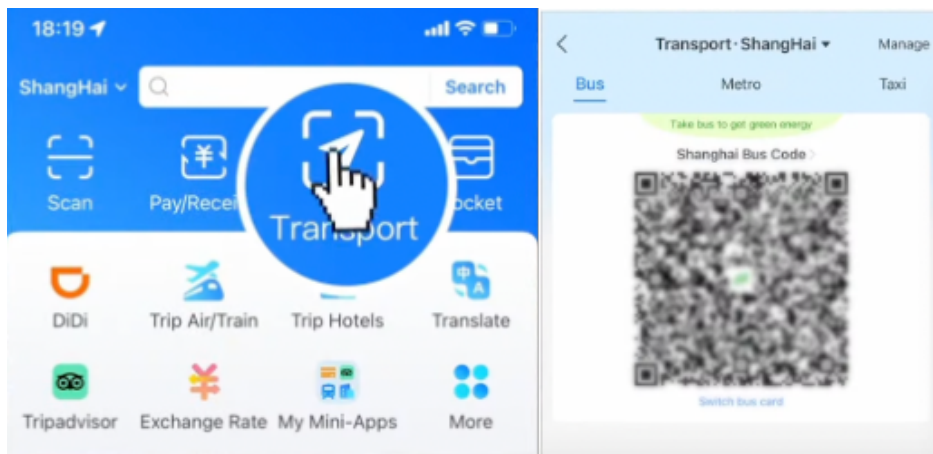 18:19
ShangHai
Search
Scan
Pay/Recei
Transport
ocket
DiDi
Trip Air/Train
Trip Hotels
Translate
中
A
Tripadvisor
Exchange Rate
My Mini-Apps
More
Transport·ShangHai
Manage
Bus
Metro
Taxi
Take bus to get green energy
Shanghai Bus Code
Switch bus card